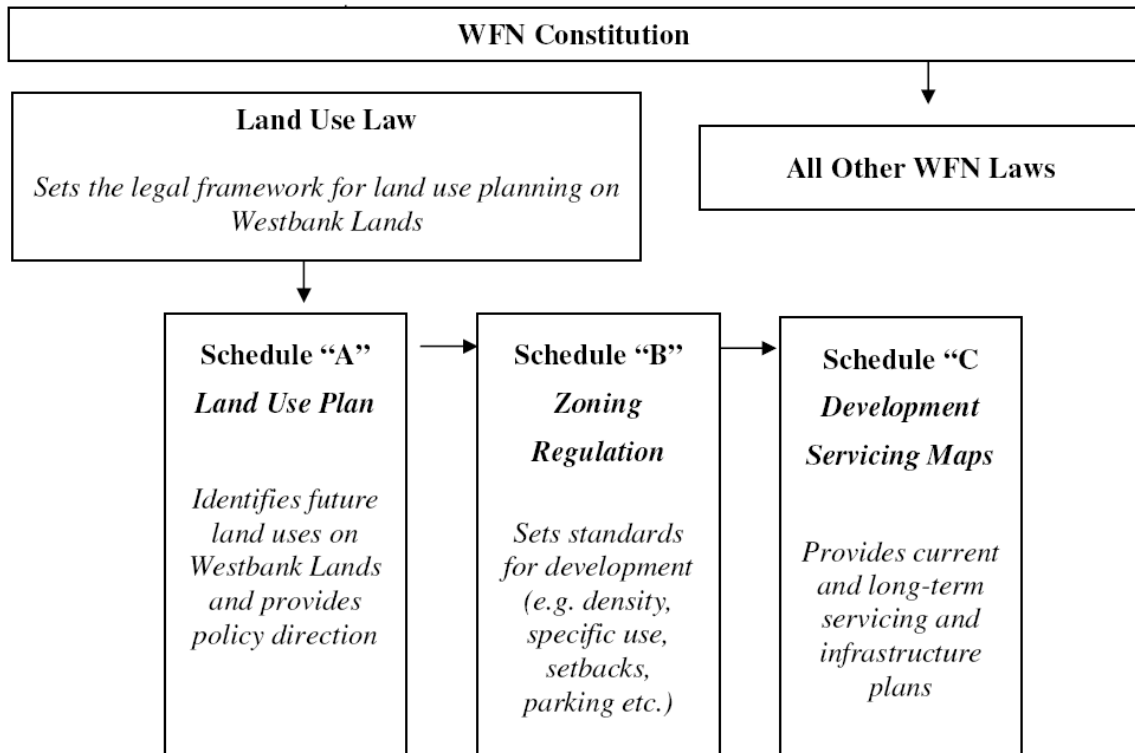 WFN Constitution
Land Use Law
Sets the legal framework for land use planning on
Westbank Lands
All Other WFN Laws
Schedule “A”
Land Use Plan
Identifies future
land uses on
Westbank Lands
and provides
policy direction
Schedule “B”
Zoning
Regulation
Sets standards
for development
(e.g. density,
specific use,
setbacks,
parking etc.)
Schedule “C
Development
Servicing Maps
Provides current
and long-term
servicing and
infrastructure
plans